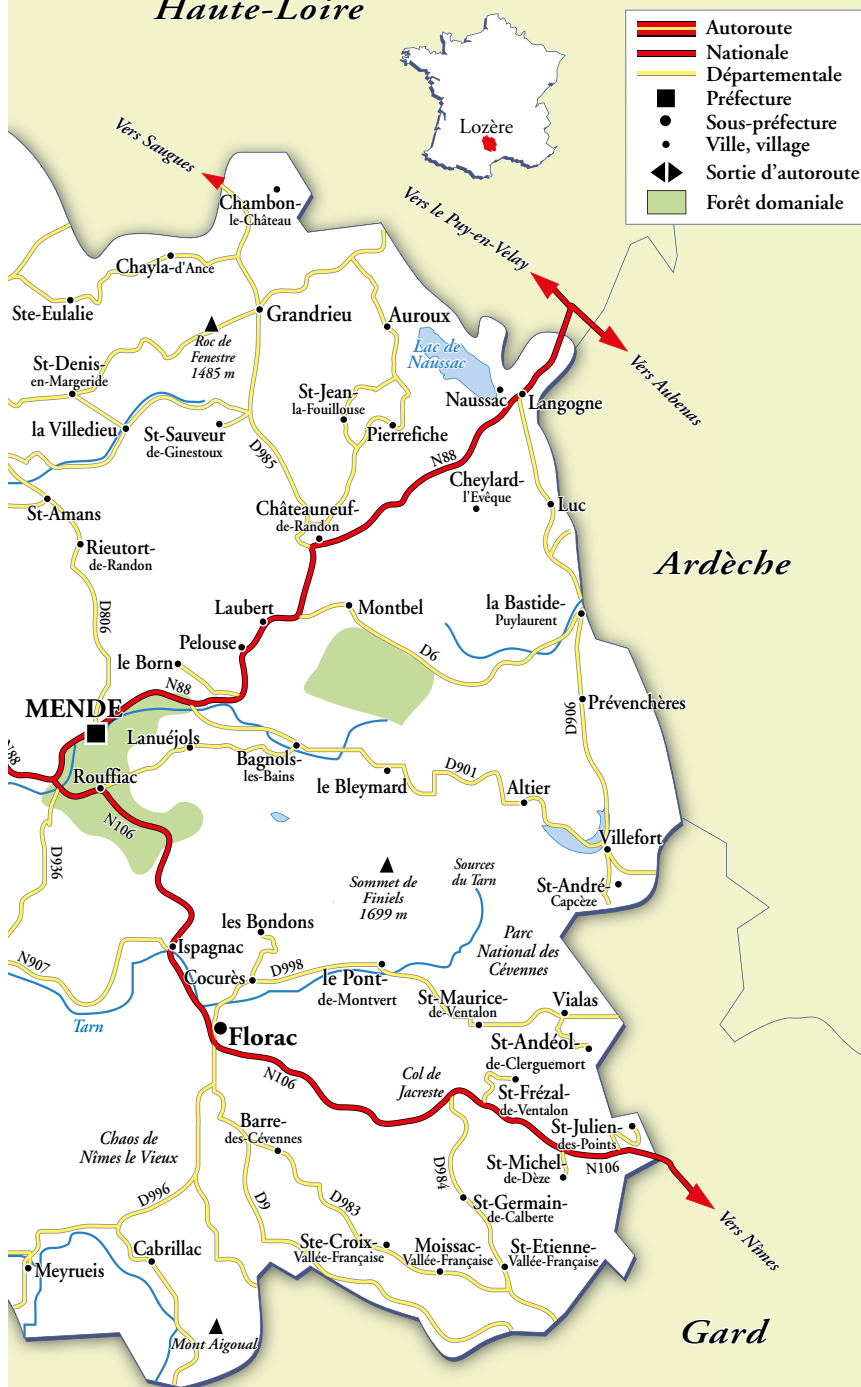 Haute-Loire
Autoroute
Nationale
Départementale
Préfecture
Sous-préfecture
Ville, village
Sortie d'autoroute
Forêt domaniale
Lozère
Vers Saugues
Chambon-
le-Château
Vers le Puy-en-Velay
Chayla-d'Ance
Ste-Eulalie
Grandrieu
Auroux
Roc de
Fenestre
1485 m
Lac de
Naussac
Vers Aubenas
St-Denis-
en-Margeride
St-Jean-
la-Fouillouse
Naussac
Langogne
la Villedieu
St-Sauveur
de-Ginestoux
Pierrefiche
D985
N88
Cheylard-
l'Evêque
St-Amans
Châteauneuf-
de-Randon
Luc
Rieutort-
de-Randon
Ardèche
D806
Laubert
Montbel
la Bastide-
Puylaurent
Pelouse
D6
le Born
N88
MENDE
Prévenchères
D906
Lanuéjols
N88
Bagnols-
les-Bains
Rouffiac
le Bleymard
D901
Altier
N106
Villefort
D936
Sommet de
Finiels
1699 m
Sources
du Tarn
St-André-
Capcèze
les Bondons
Parc
National des
Cévennes
Ispagnac
N907
Cocurès
D998
le Pont-
de-Montvert
St-Maurice-
de-Ventalon
Vialas
Tarn
Florac
St-Andéol-
de-Clerguemort
N106
Col de
Jacreste
St-Frézal-
de-Ventalon
Barre-
des-Cévennes
St-Julien-
des-Points
Chaos de
Nîmes le Vieux
St-Michel-
de-Dèze
N106
D984
D996
D9
D983
St-Germain-
de-Calberte
Vers Nîmes
Cabrillac
Ste-Croix-
Vallée-Française
Moissac-
Vallée-Française
St-Etienne-
Vallée-Française
Meyrueis
Mont Aigoual
Gard